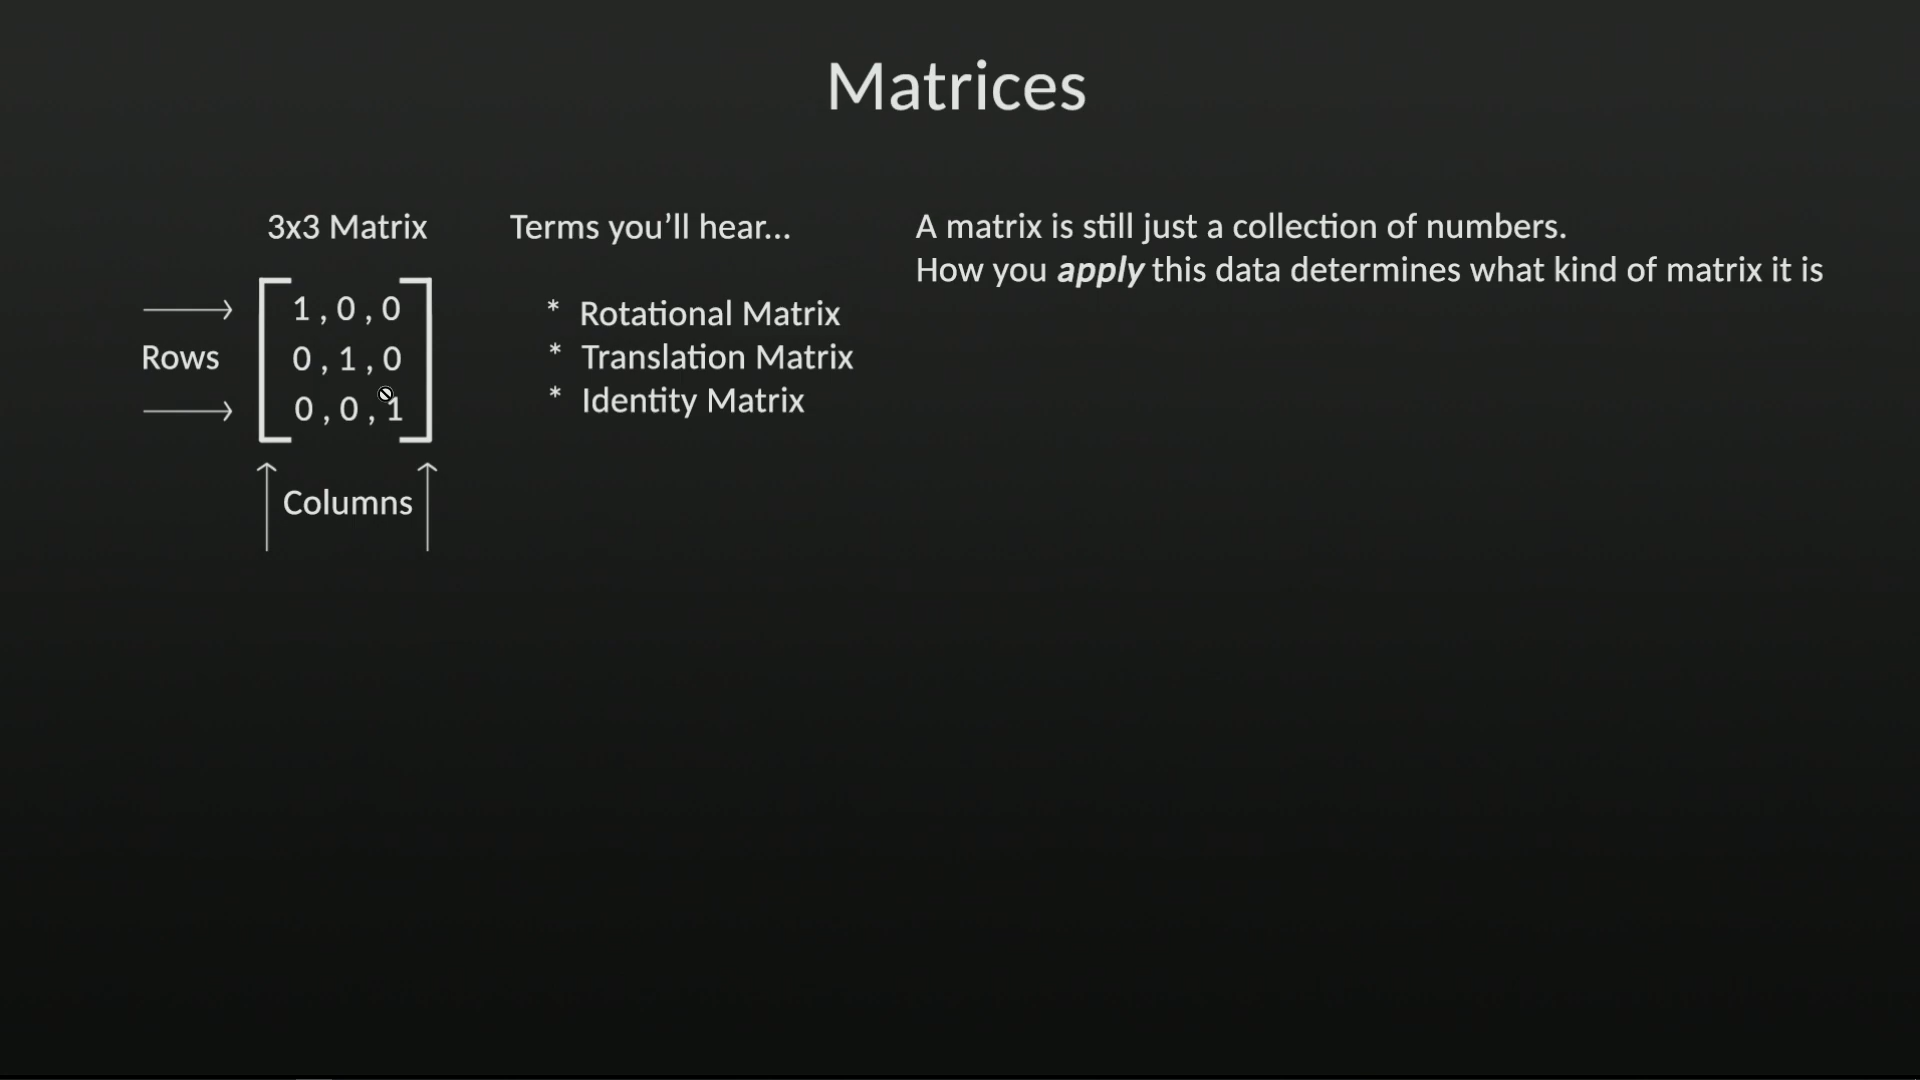 Matrices
3x3 Matrix
1 , 0 , 0
0 , 1 , 0
0 , 0 , 1
Rows
Columns
Terms you’ll hear...
* Rotational Matrix
* Translation Matrix
* Identity Matrix
A matrix is still just a collection of numbers.
How you apply this data determines what kind of matrix it is